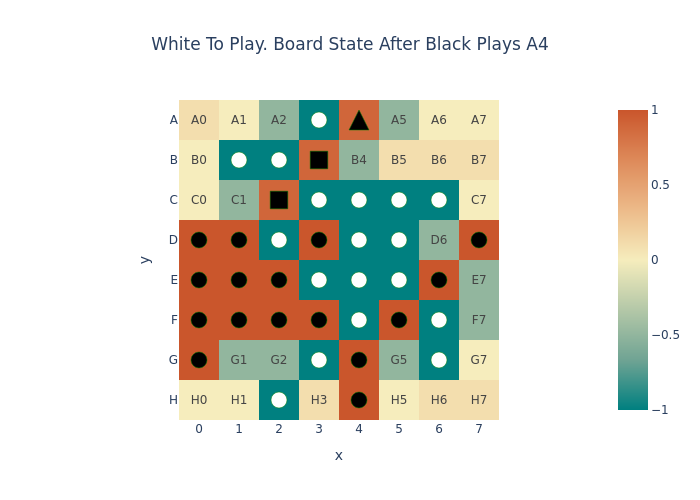 White To Play. Board State After Black Plays A4
A A0 A1 A2 A5 A6 A7
B B0 B4 B5 B6 B7
C C0 C1 C7
D D6
E E7
F F7
G G1 G2 G5 G7
H H0 H1 H3 H5 H6 H7
0 1 2 3 4 5 6 7
x
y
1
0.5
0
−0.5
−1